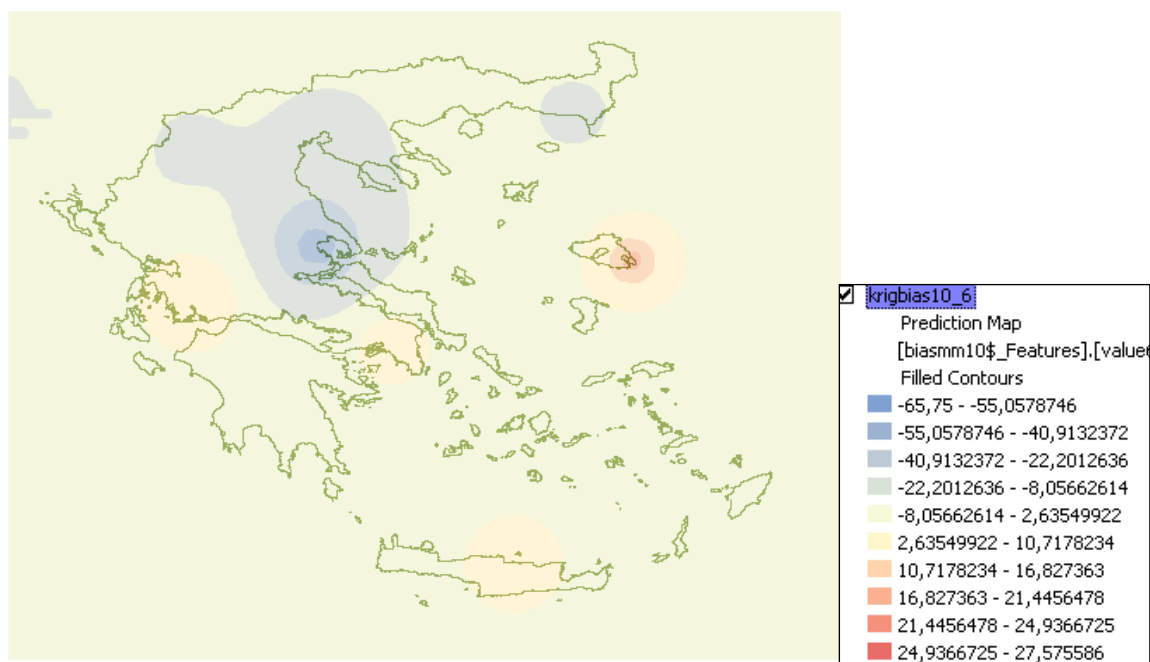 krigbias10_6
Prediction Map
[biasmm10$_Features].[valuet
Filled Contours
-65,75 - -55,0578746
-55,0578746 - -40,9132372
-40,9132372 - -22,2012636
-22,2012636 - -8,05662614
-8,05662614 - 2,63549922
2,63549922 - 10,7178234
10,7178234 - 16,827363
16,827363 - 21,4456478
21,4456478 - 24,9366725
24,9366725 - 27,575586